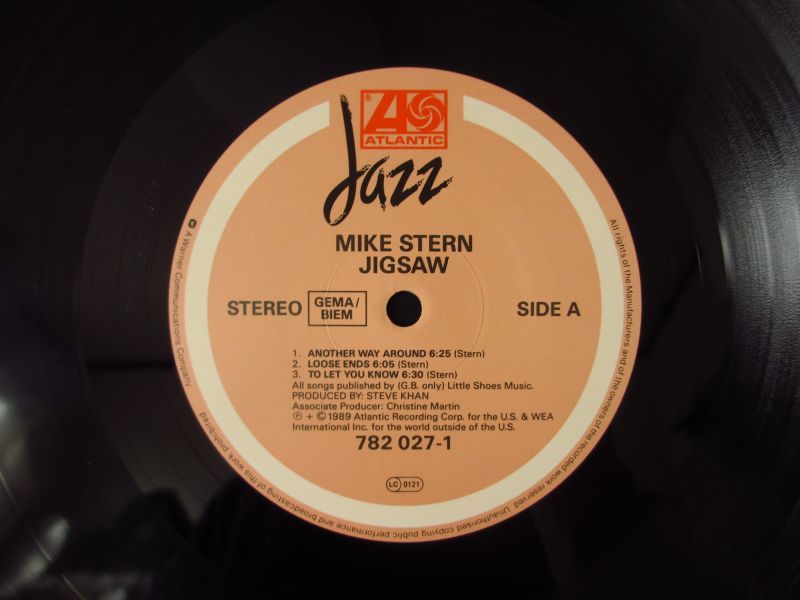 ®
ATLANTIC
Jazz
MIKE STERN
JIGSAW
STEREO
GEMA/
BIEM
SIDE A
1. ANOTHER WAY AROUND 6:25 (Stern)
2. LOOSE ENDS 6:05 (Stern)
3. TO LET YOU KNOW 6:30 (Stern)
All songs published by (G.B. only) Little Shoes Music.
PRODUCED BY: STEVE KHAN
Associate Producer: Christine Martin
℗ + ©1989 Atlantic Recording Corp. for the U.S. & WEA
International Inc. for the world outside of the U.S.
782 027-1
LC 0121
A Warner Communications Company
All rights of the Manufacturers and of the owners of the recorded work reserved. Unauthorised copying public performance and broadcasting of this work prohibited